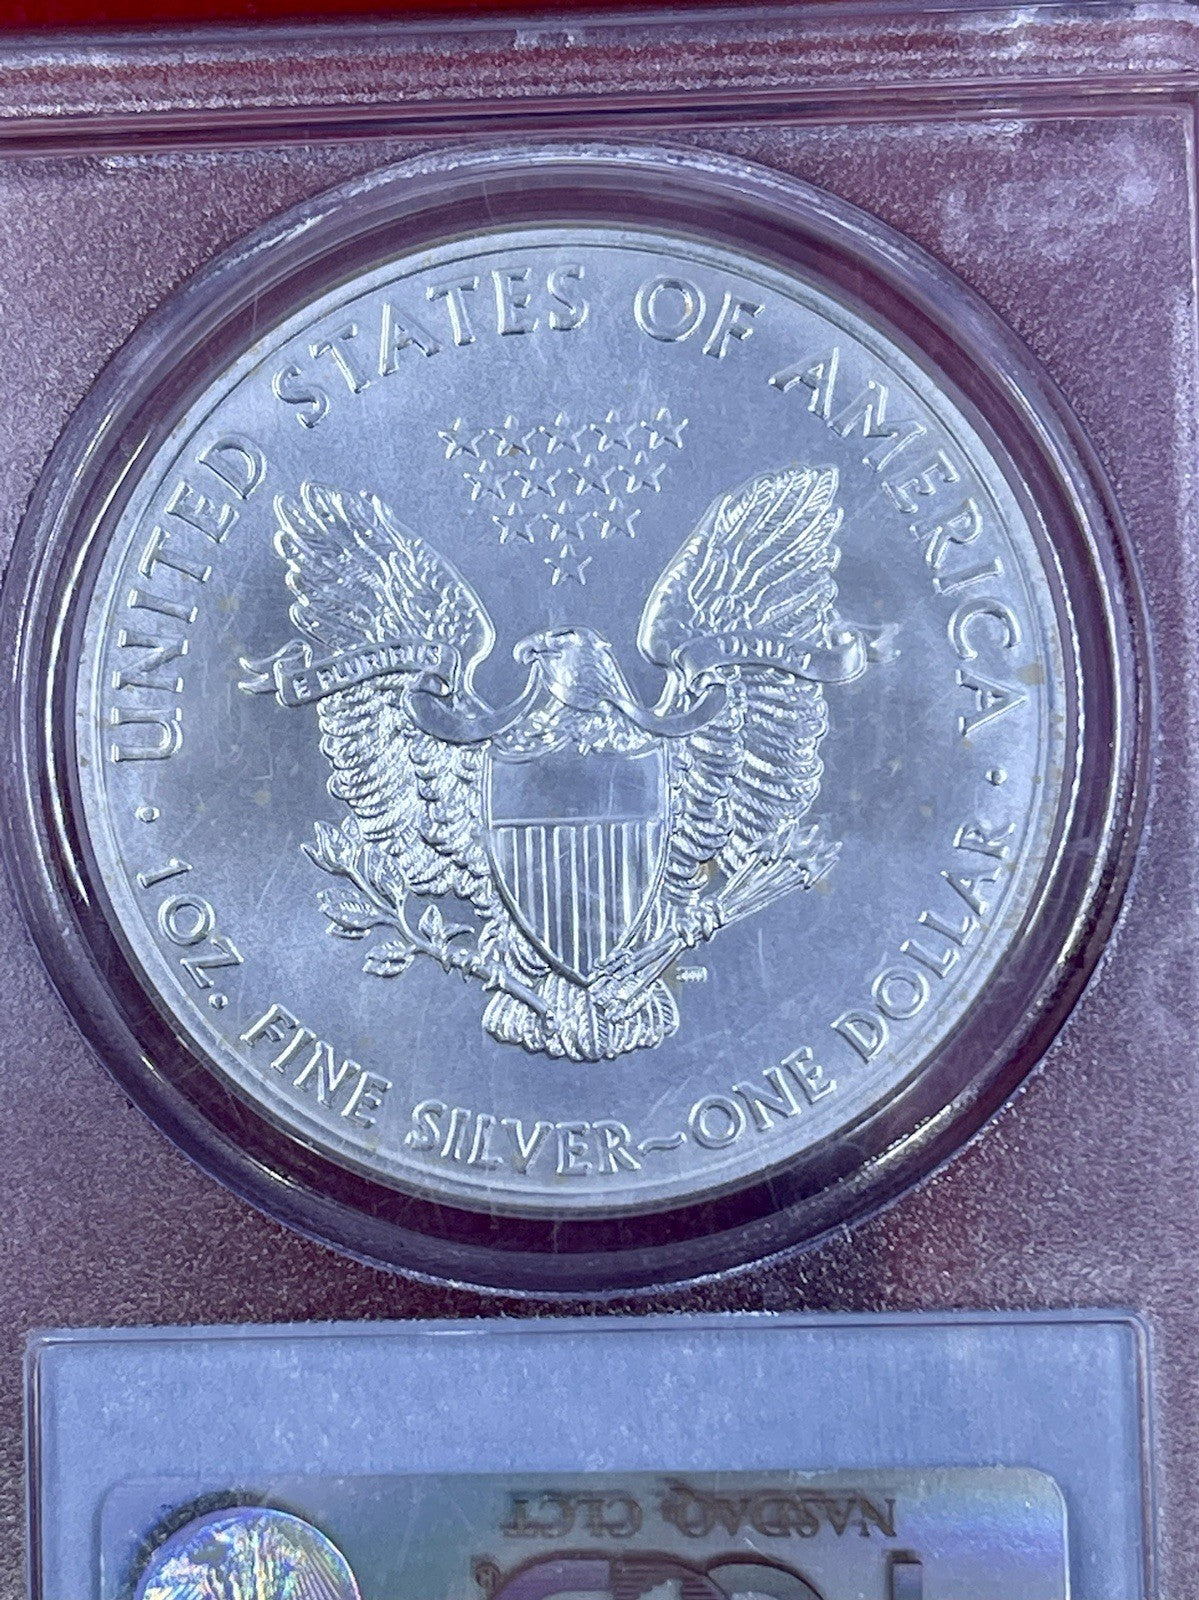 UNITED STATES OF AMERICA
E PLURIBUS UNUM
1 OZ. FINE SILVER~ONE DOLLAR
NASDAQ: CLCT